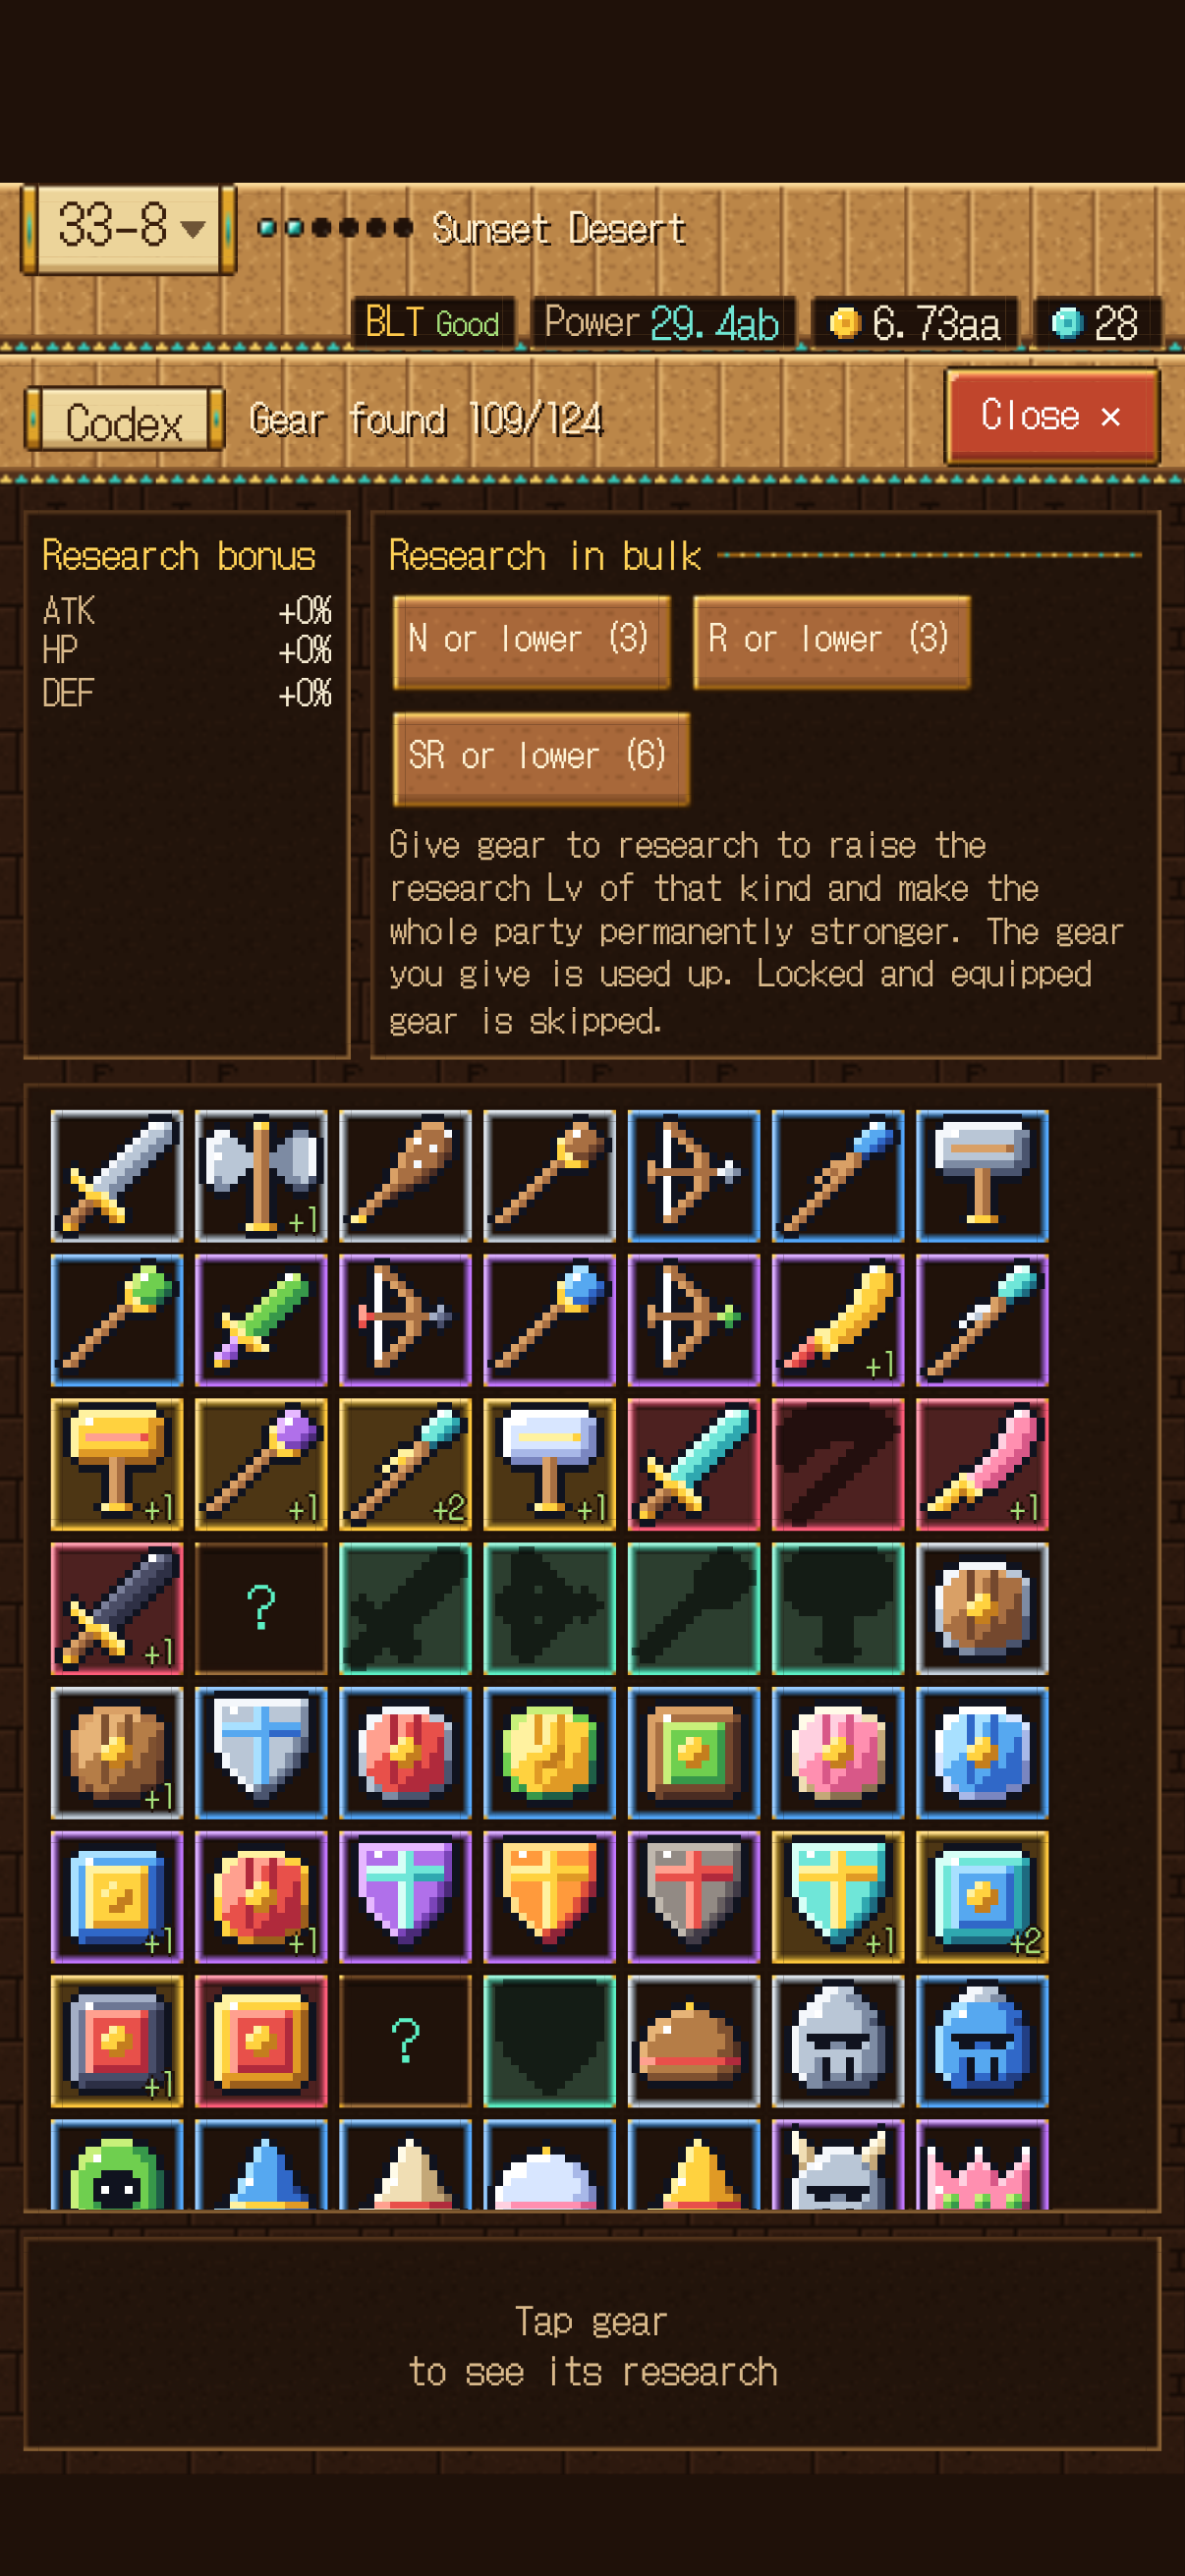 33-8 Sunset Desert
BLT Good Power 29.4ab 6.73aa 28
Codex Gear found 109/124 Close ×
Research bonus
ATK +0%
HP +0%
DEF +0%
Research in bulk
N or lower (3) R or lower (3)
SR or lower (6)
Give gear to research to raise the
research Lv of that kind and make the
whole party permanently stronger. The gear
you give is used up. Locked and equipped
gear is skipped.
+1
+1
+1 +1 +2 +1 +1
+1 ?
+1
+1 +1 +1 +2
+1 ?
Tap gear
to see its research